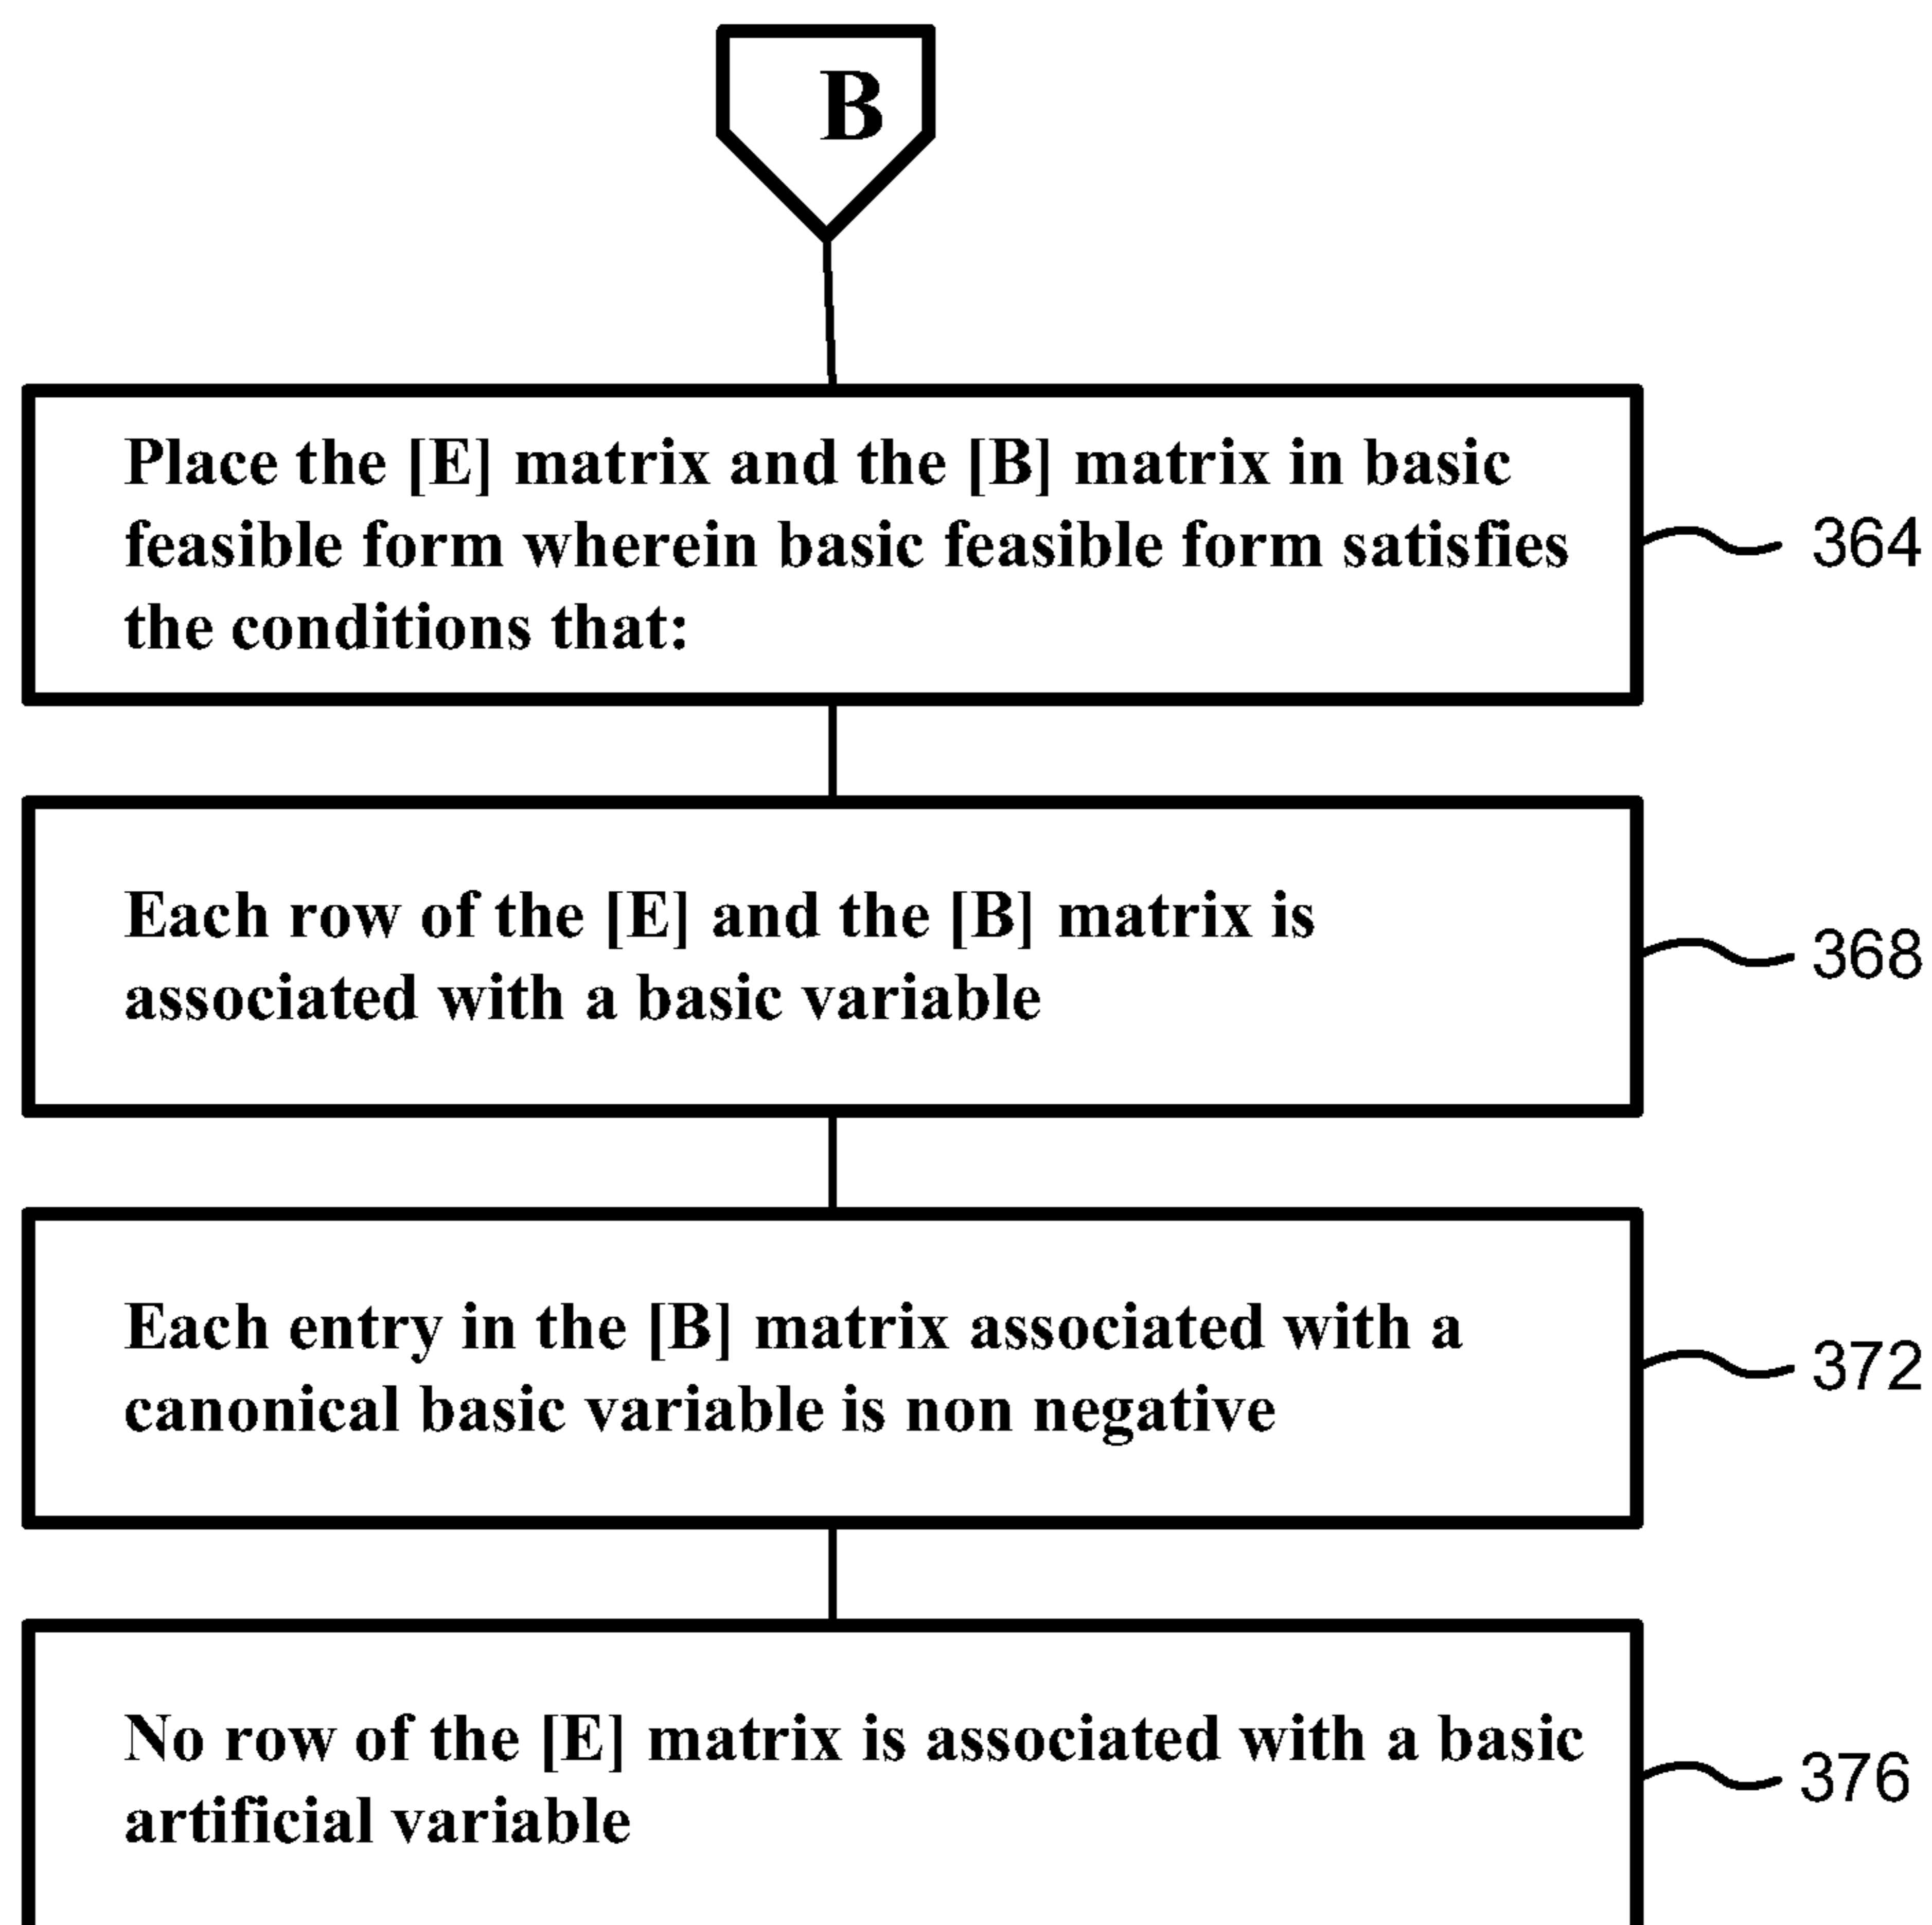 B
Place the [E] matrix and the [B] matrix in basic
feasible form wherein basic feasible form satisfies
the conditions that:
364
Each row of the [E] and the [B] matrix is
associated with a basic variable
368
Each entry in the [B] matrix associated with a
canonical basic variable is non negative
372
No row of the [E] matrix is associated with a basic
artificial variable
376